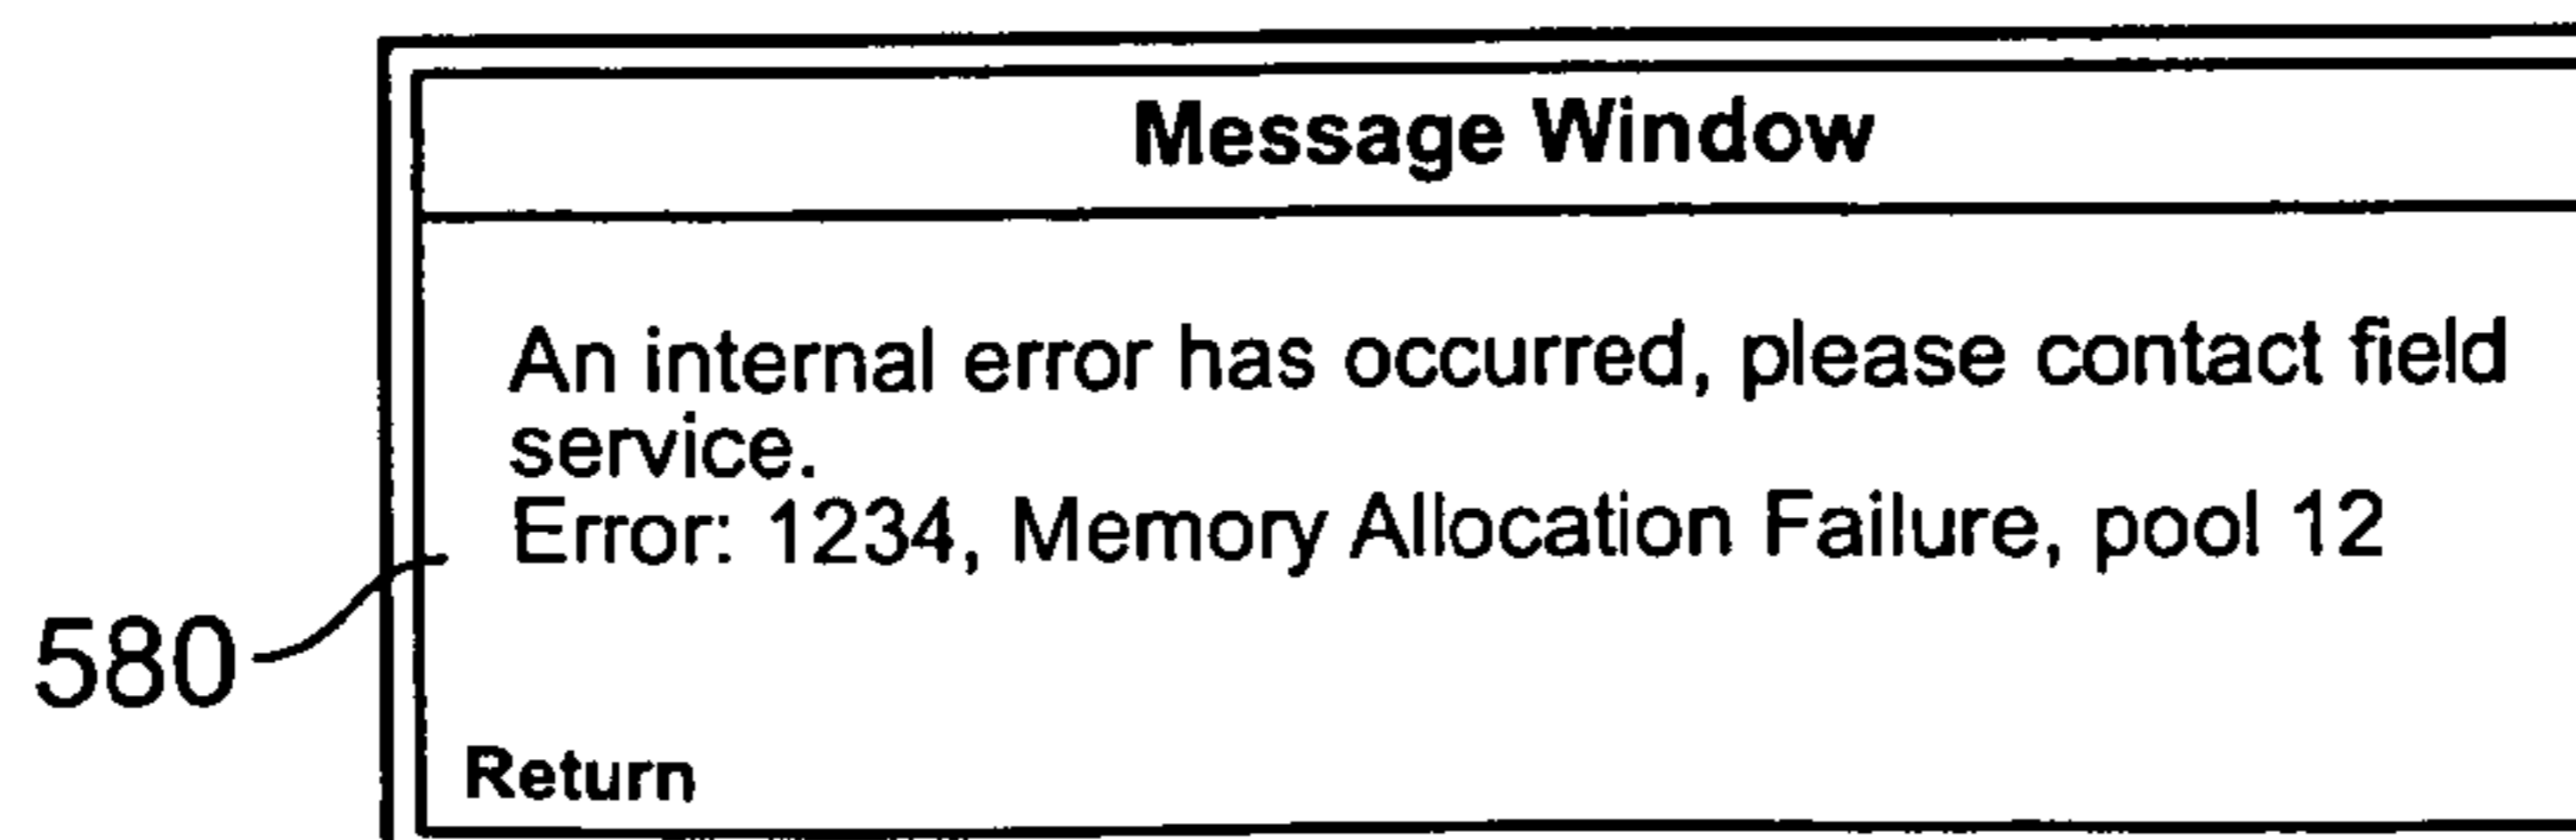 Message Window
An internal error has occurred, please contact field
service.
Error: 1234, Memory Allocation Failure, pool 12
580
Return